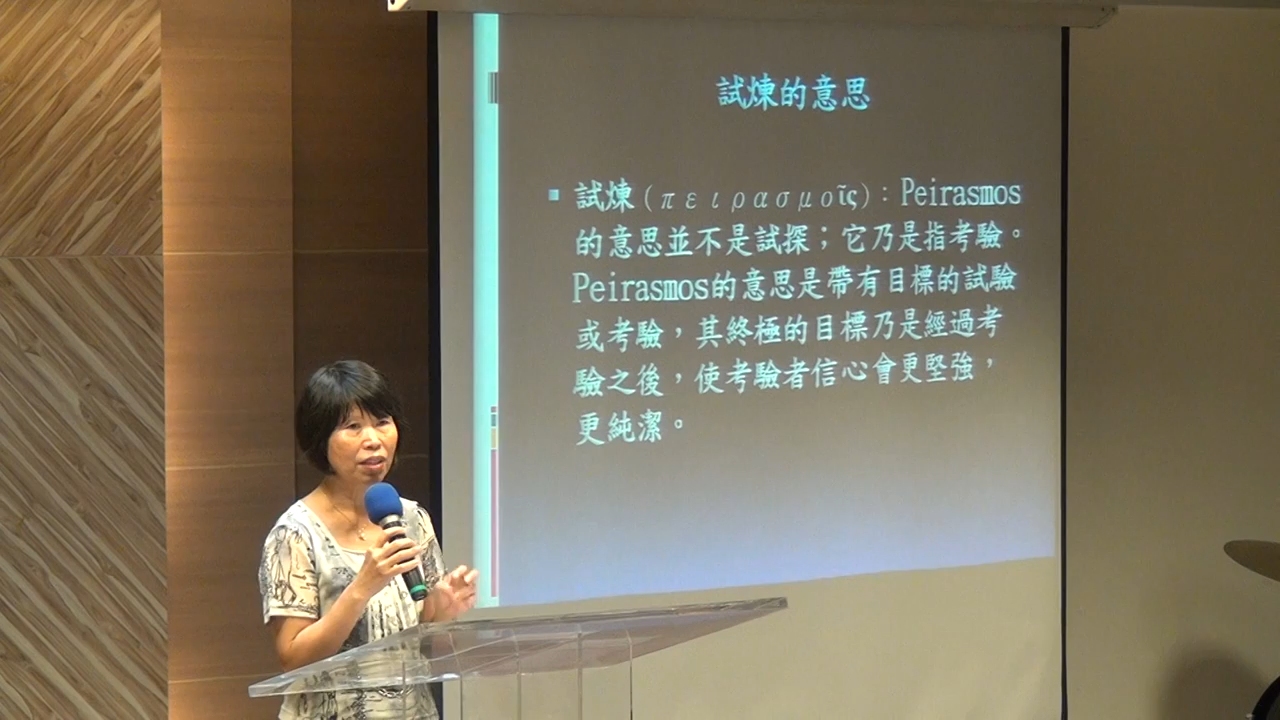 試煉的意思
▪ 試煉(πειρασμοῖς):Peirasmos
的意思並不是試探;它乃是指考驗。
Peirasmos的意思是帶有目標的試驗
或考驗,其終極的目標乃是經過考
驗之後,使考驗者信心會更堅強,
更純潔。